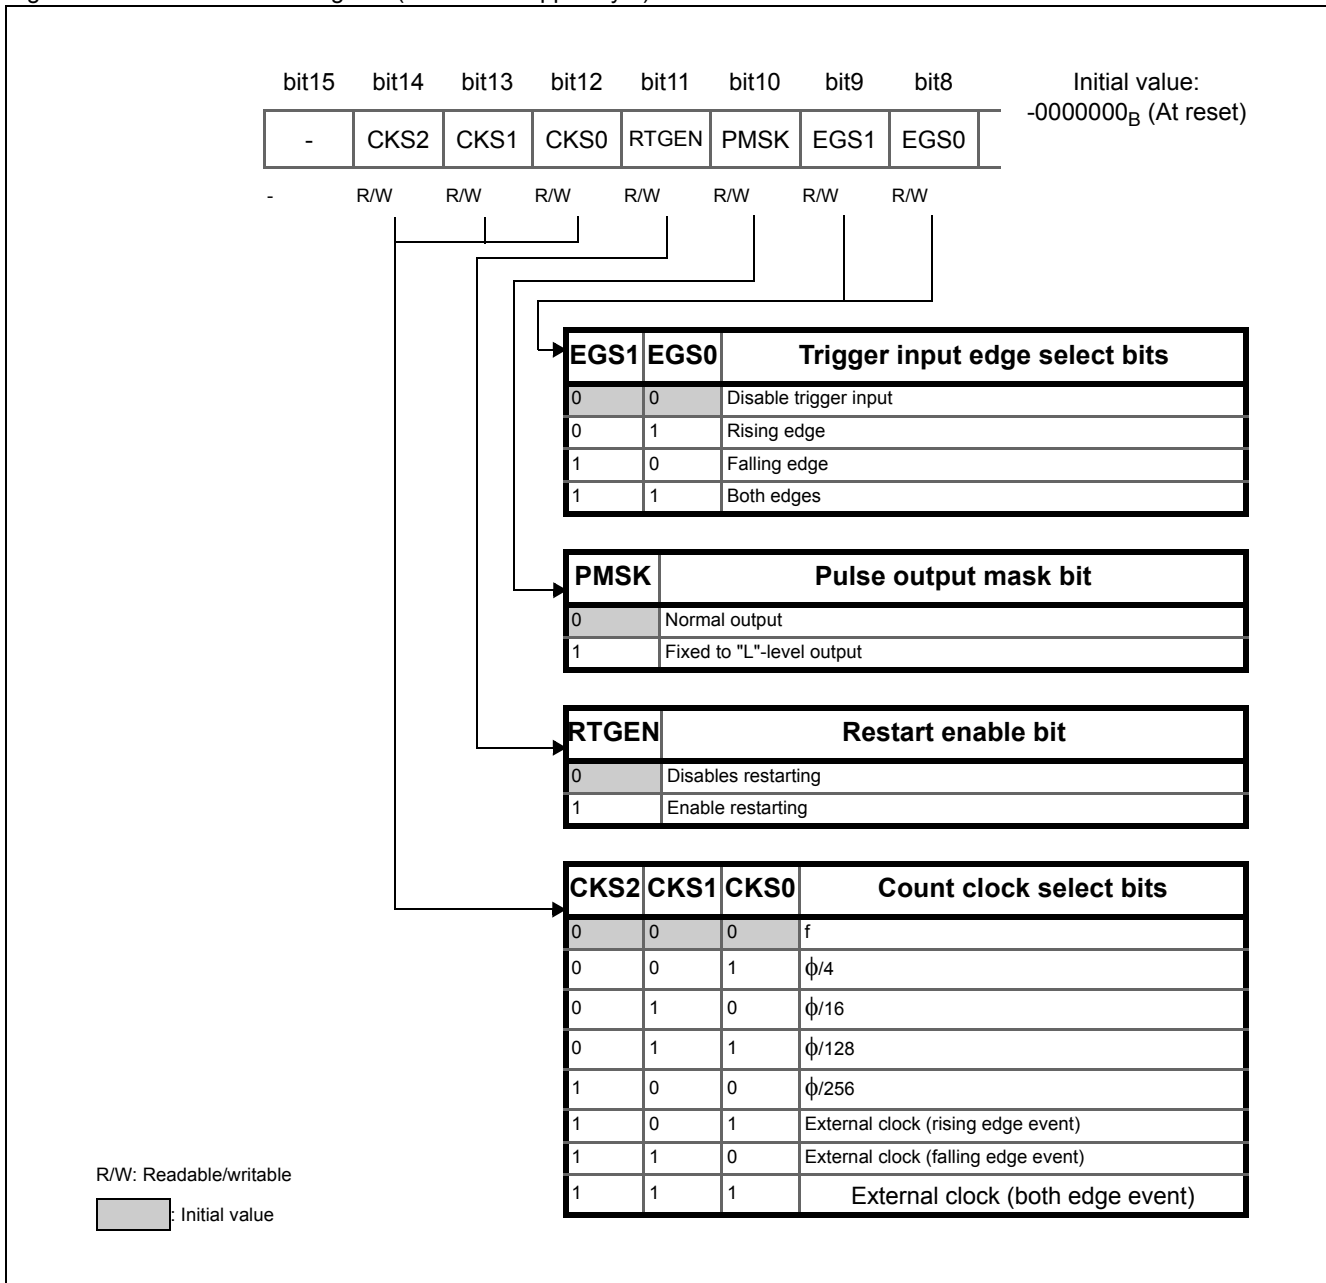 bit15 bit14 bit13 bit12 bit11 bit10 bit9 bit8 Initial value:
-0000000B (At reset)
- CKS2 CKS1 CKS0 RTGEN PMSK EGS1 EGS0
- R/W R/W R/W R/W R/W R/W R/W
EGS1 EGS0 Trigger input edge select bits
0 0 Disable trigger input
0 1 Rising edge
1 0 Falling edge
1 1 Both edges
PMSK Pulse output mask bit
0 Normal output
1 Fixed to "L"-level output
RTGEN Restart enable bit
0 Disables restarting
1 Enable restarting
CKS2 CKS1 CKS0 Count clock select bits
0 0 0 f
0 0 1 ϕ/4
0 1 0 ϕ/16
0 1 1 ϕ/128
1 0 0 ϕ/256
1 0 1 External clock (rising edge event)
1 1 0 External clock (falling edge event)
1 1 1 External clock (both edge event)
R/W: Readable/writable
: Initial value